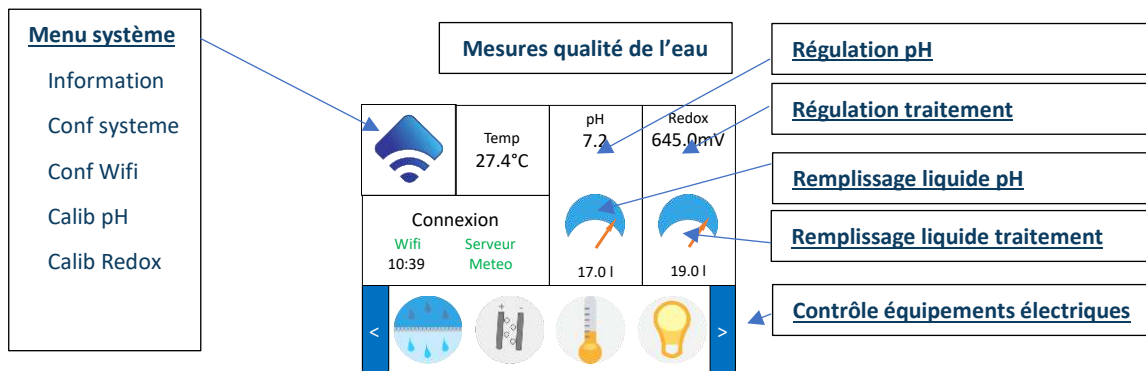 Menu système
Information
Conf systeme
Conf Wifi
Calib pH
Calib Redox
Mesures qualité de l'eau
Temp
27.4°C
pH
7.2
Redox
645.0mV
Connexion
Wifi
Serveur
10:39
Meteo
17.0 l
19.0 l
<
+ -
>
Régulation pH
Régulation traitement
Remplissage liquide pH
Remplissage liquide traitement
Contrôle équipements électriques